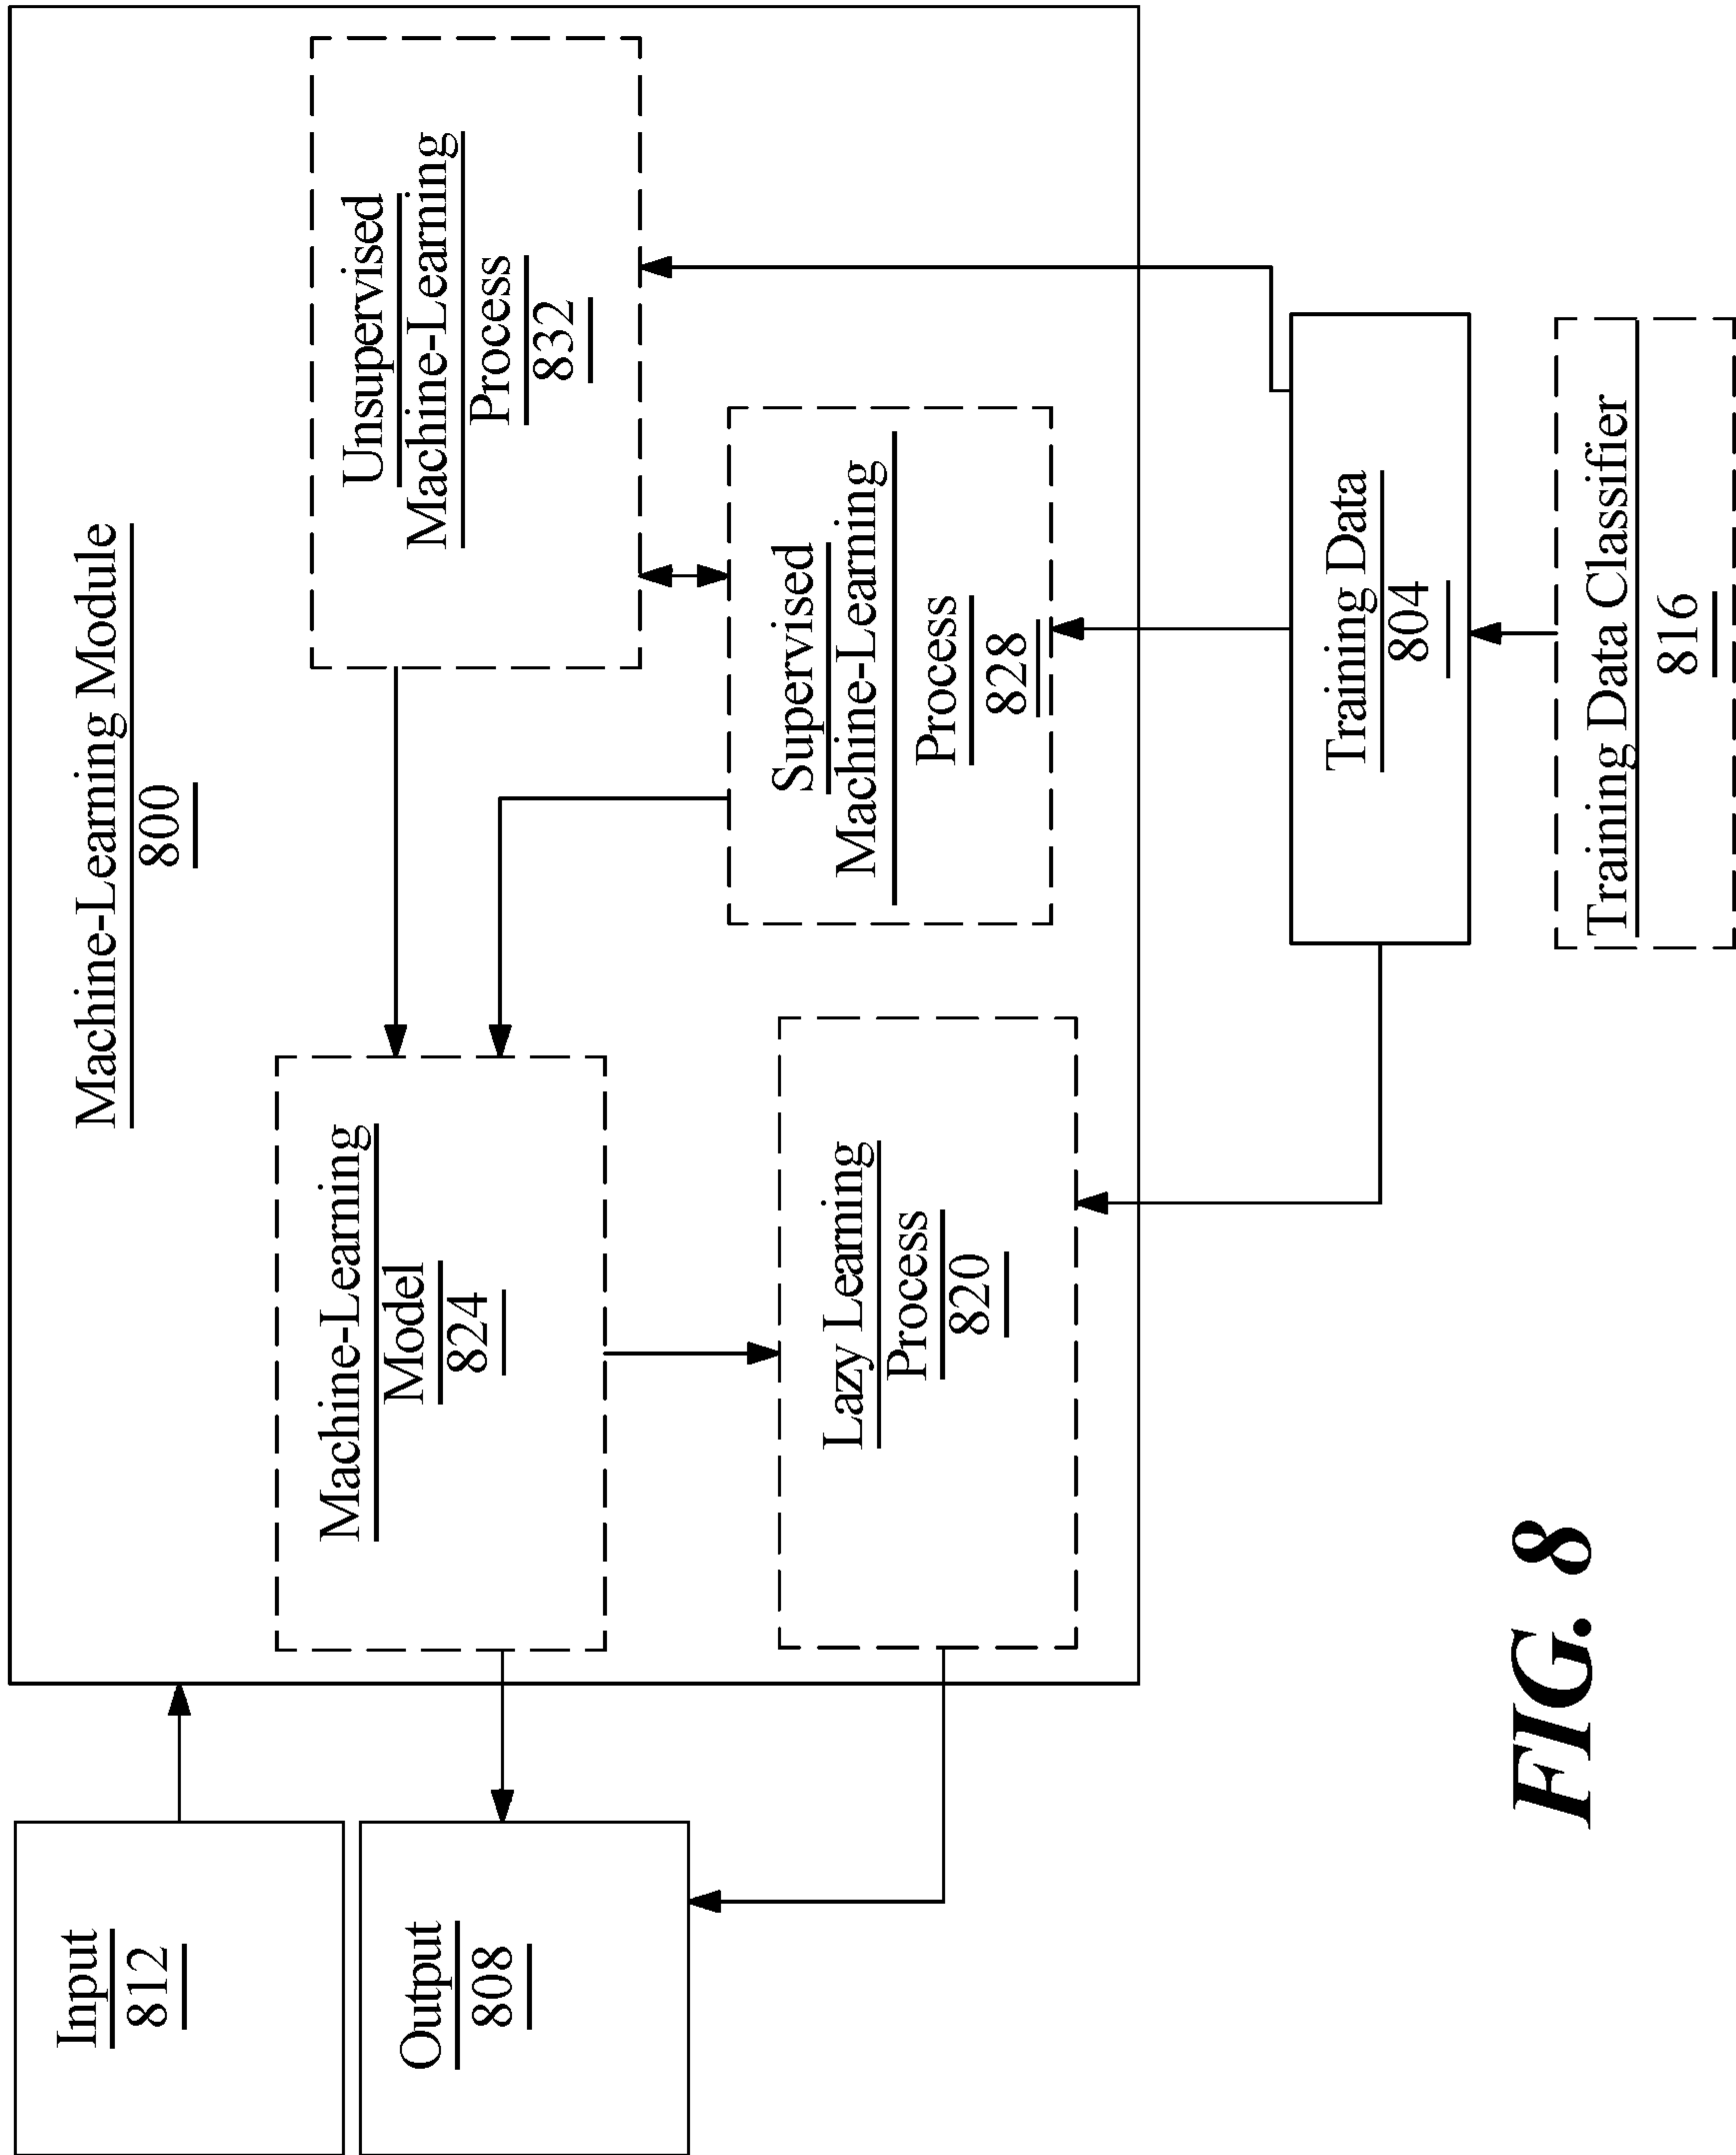 Machine-Learning Module
800
Input
812
Output
808
Machine-Learning
Model
824
Unsupervised
Machine-Learning
Process
832
Lazy Learning
Process
820
Supervised
Machine-Learning
Process
828
Training Data
804
Training Data Classifier
816
FIG. 8